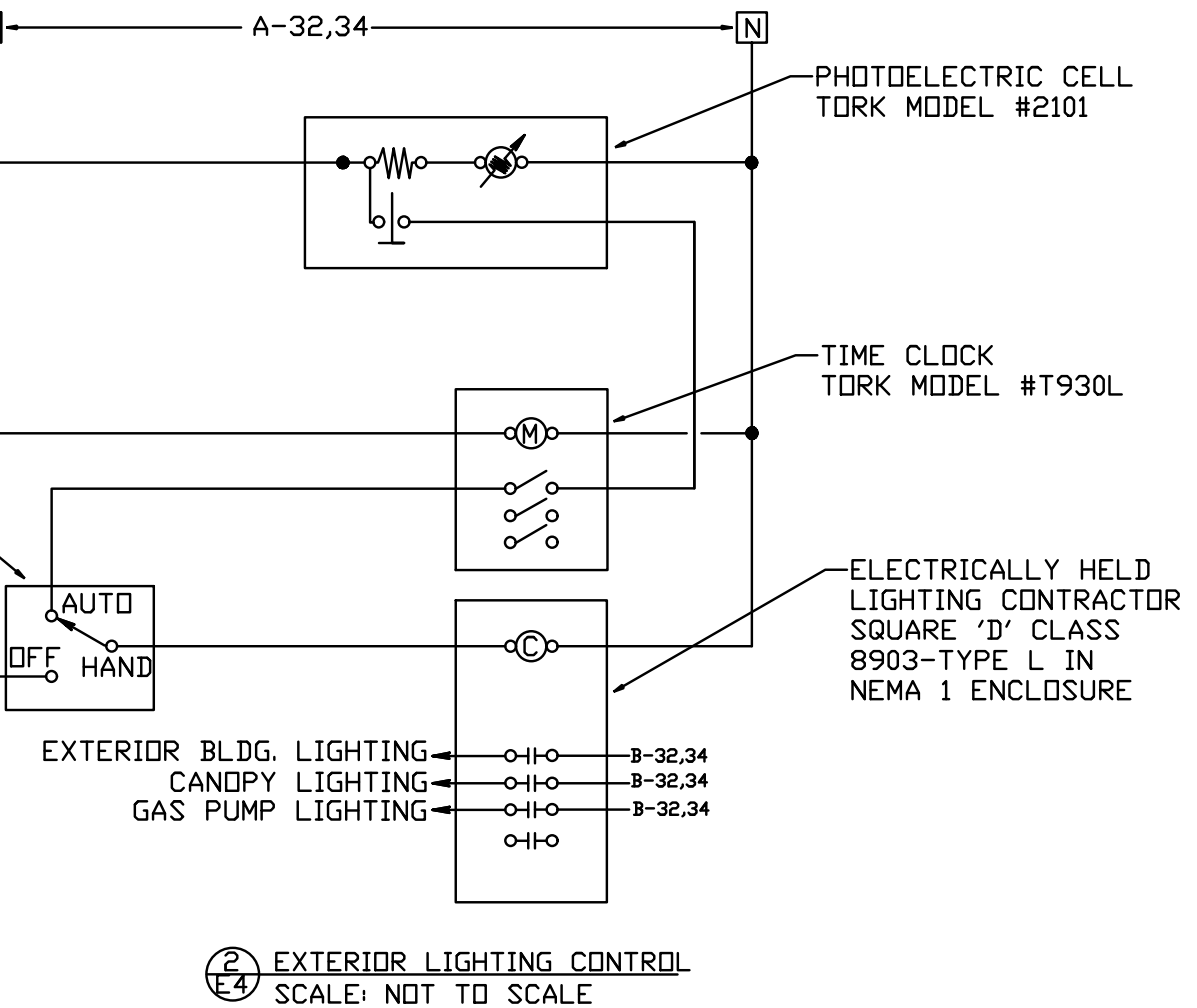 A-32,34
N
PHOTOELECTRIC CELL
TORK MODEL #2101
TIME CLOCK
TORK MODEL #T930L
M
AUTO
OFF
HAND
C
ELECTRICALLY HELD
LIGHTING CONTRACTOR
SQUARE 'D' CLASS
8903-TYPE L IN
NEMA 1 ENCLOSURE
EXTERIOR BLDG. LIGHTING
B-32,34
CANOPY LIGHTING
B-32,34
GAS PUMP LIGHTING
B-32,34
2
E4
EXTERIOR LIGHTING CONTROL
SCALE: NOT TO SCALE